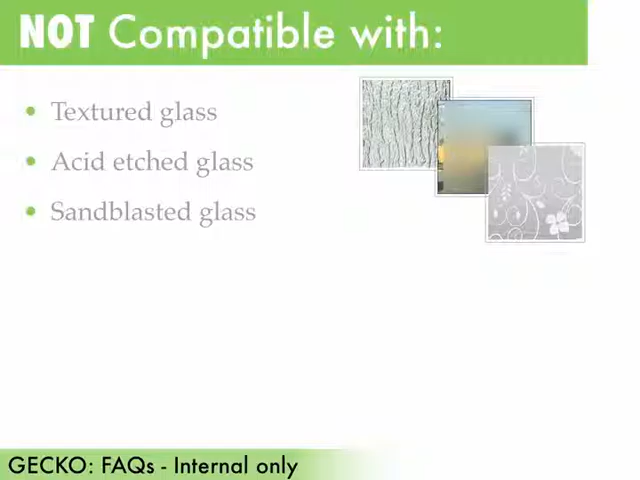 NOT Compatible with:
• Textured glass
• Acid etched glass
• Sandblasted glass
GECKO: FAQs - Internal only